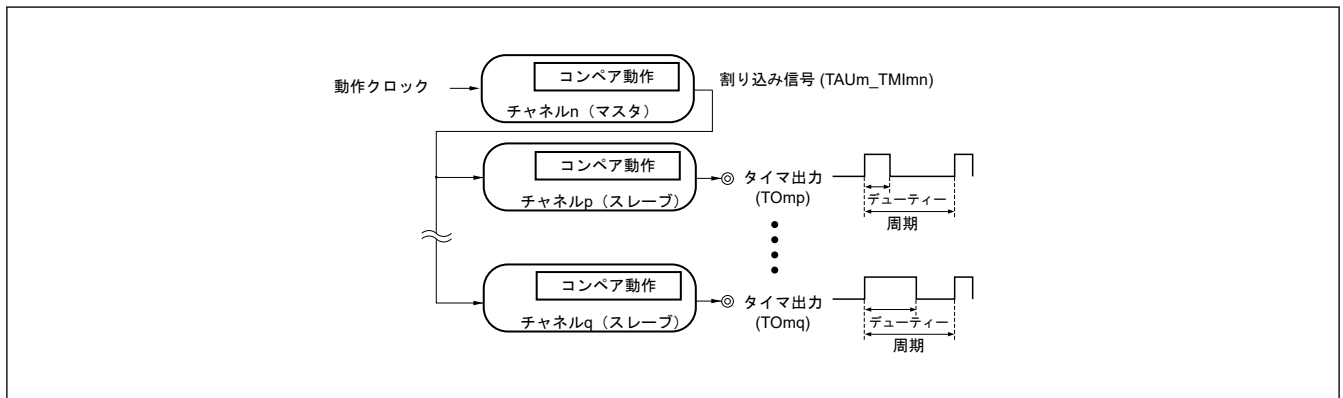 動作クロック
コンペア動作
チャネルn（マスタ）
割り込み信号 (TAUm_TMImn)
コンペア動作
チャネルp（スレーブ）
タイマ出力
(TOmp)
デューティー
周期
コンペア動作
チャネルq（スレーブ）
タイマ出力
(TOmq)
デューティー
周期